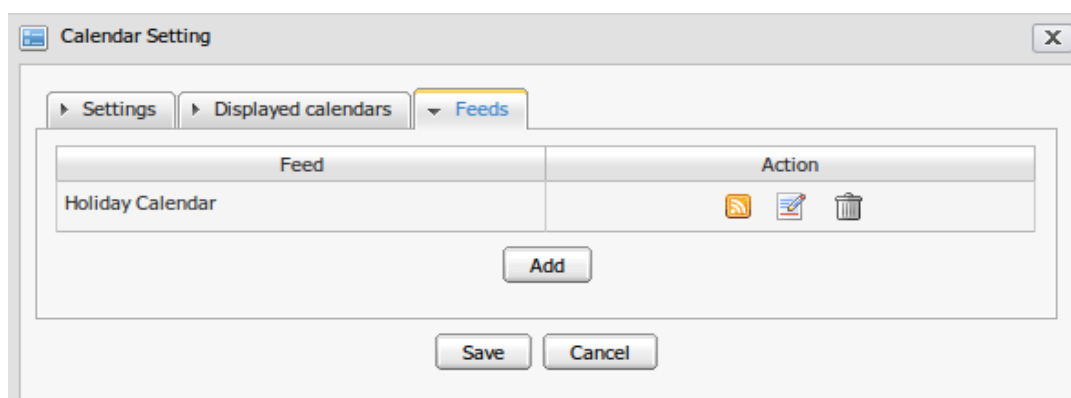 Calendar Setting
X
Settings Displayed calendars Feeds
Feed Action
Holiday Calendar
Add
Save Cancel